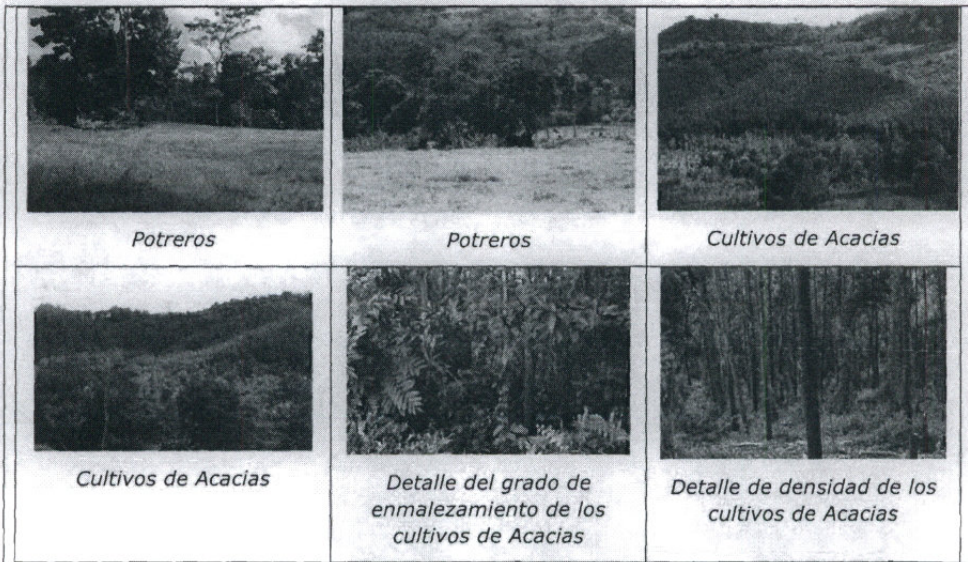 Potreros
Potreros
Cultivos de Acacias
Cultivos de Acacias
Detalle del grado de
enmalezamiento de los
cultivos de Acacias
Detalle de densidad de los
cultivos de Acacias